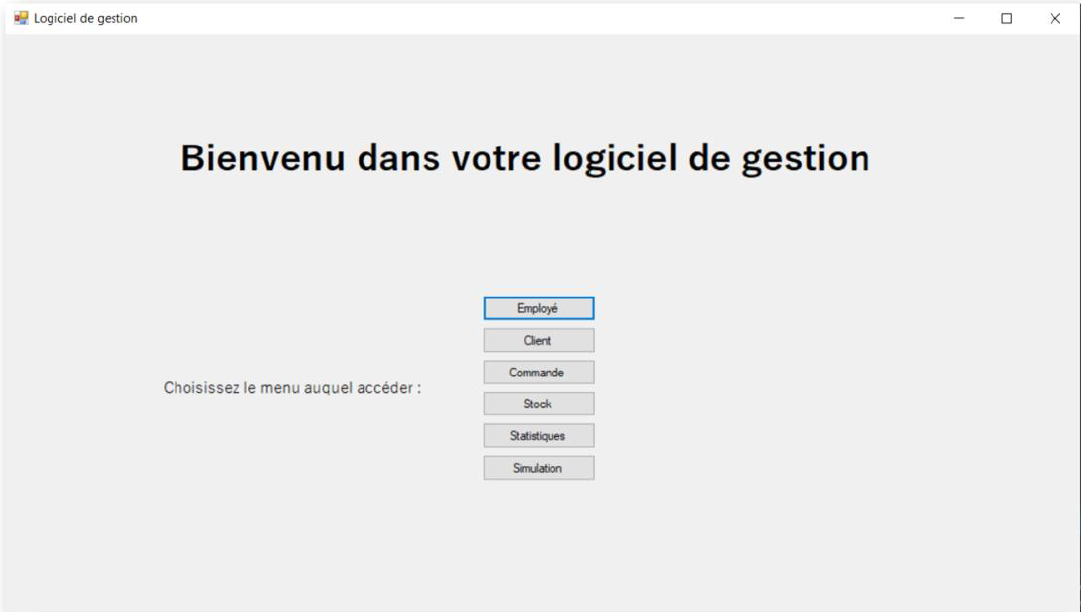 Logiciel de gestion
Bienvenu dans votre logiciel de gestion
Employé
Client
Choisissez le menu auquel accéder :
Commande
Stock
Statistiques
Simulation